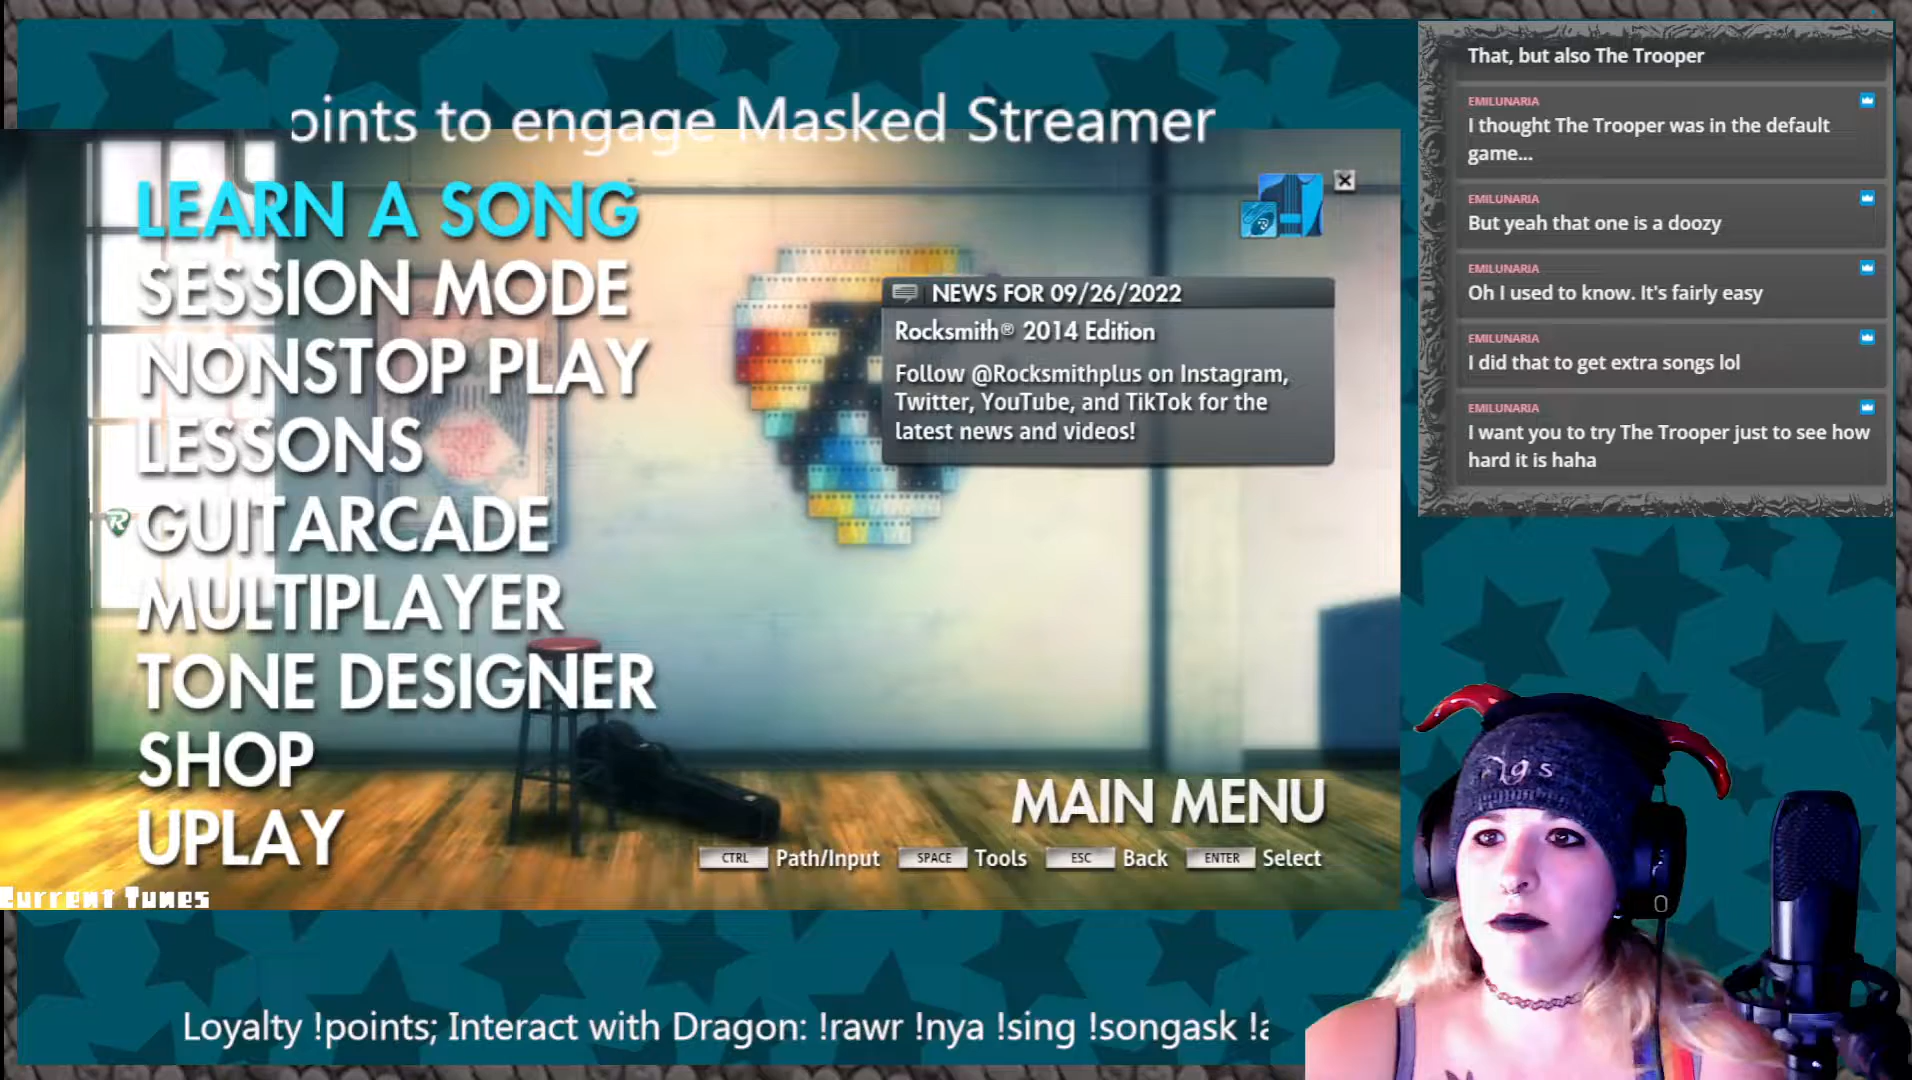 oints to engage Masked Streamer
LEARN A SONG
SESSION MODE
NONSTOP PLAY
LESSONS
GUITARCADE
MULTIPLAYER
TONE DESIGNER
SHOP
UPLAY
NEWS FOR 09/26/2022
Rocksmith® 2014 Edition
Follow @Rocksmithplus on Instagram,
Twitter, YouTube, and TikTok for the
latest news and videos!
MAIN MENU
CTRL Path/Input SPACE Tools ESC Back ENTER Select
Current Tunes
Loyalty !points; Interact with Dragon: !rawr !nya !sing !songask !a
That, but also The Trooper
EMILUNARIA
I thought The Trooper was in the default
game...
EMILUNARIA
But yeah that one is a doozy
EMILUNARIA
Oh I used to know. It's fairly easy
EMILUNARIA
I did that to get extra songs lol
EMILUNARIA
I want you to try The Trooper just to see how
hard it is haha